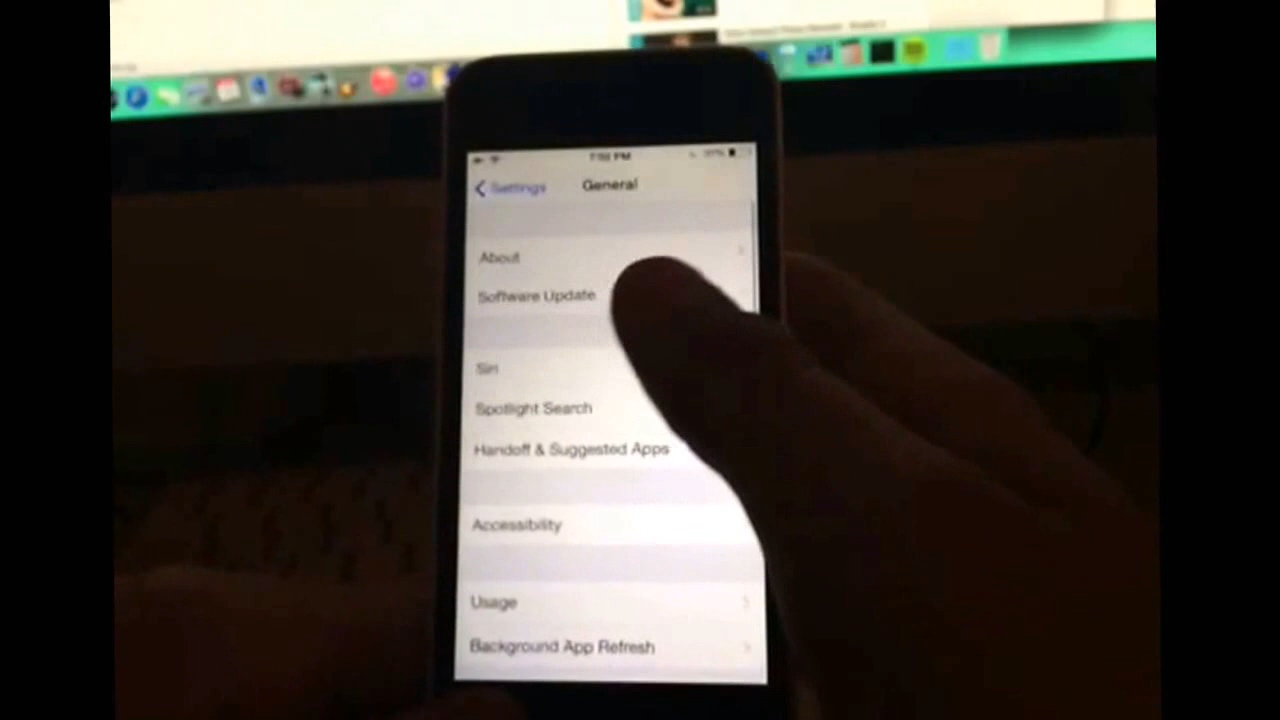 Settings
General
About
Software Update
Siri
Spotlight Search
Handoff & Suggested Apps
Accessibility
Usage
Background App Refresh